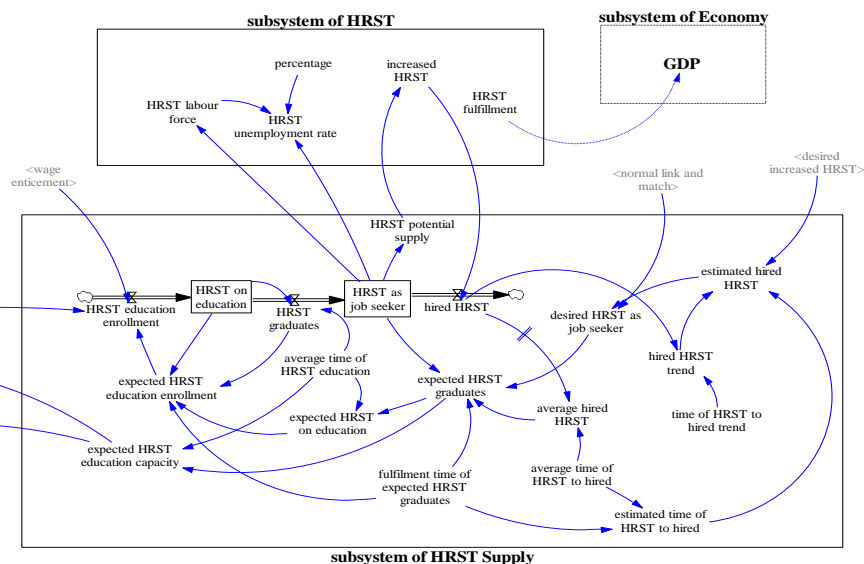 subsystem of HRST
subsystem of Economy
percentage
increased
HRST
GDP
HRST labour
force
HRST
fulfillment
HRST
unemployment rate
<wage
enticement>
<normal link and
match>
<desired
increased HRST>
HRST potential
supply
estimated hired
HRST
HRST on
education
HRST as
job seeker
HRST education
enrollment
HRST
graduates
hired HRST
desired HRST as
job seeker
average time of
HRST education
hired HRST
trend
expected HRST
education enrollment
expected HRST
graduates
expected HRST
on education
average hired
HRST
time of HRST to
hired trend
expected HRST
education capacity
fulfilment time of
expected HRST
graduates
average time of
HRST to hired
estimated time of
HRST to hired
subsystem of HRST Supply